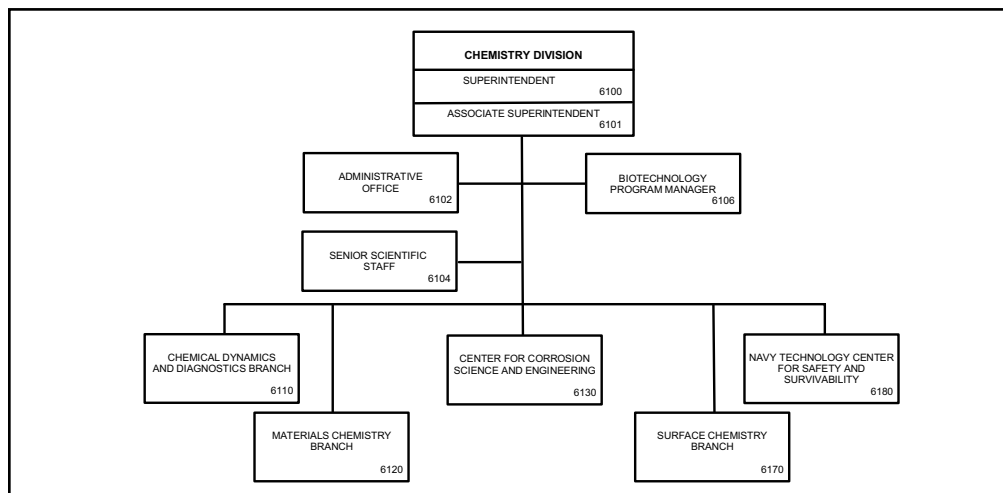 CHEMISTRY DIVISION
SUPERINTENDENT
6100
ASSOCIATE SUPERINTENDENT
6101
ADMINISTRATIVE
OFFICE
6102
BIOTECHNOLOGY
PROGRAM MANAGER
6106
SENIOR SCIENTIFIC
STAFF
6104
CHEMICAL DYNAMICS
AND DIAGNOSTICS BRANCH
6110
CENTER FOR CORROSION
SCIENCE AND ENGINEERING
6130
NAVY TECHNOLOGY CENTER
FOR SAFETY AND
SURVIVABILITY
6180
MATERIALS CHEMISTRY
BRANCH
6120
SURFACE CHEMISTRY
BRANCH
6170